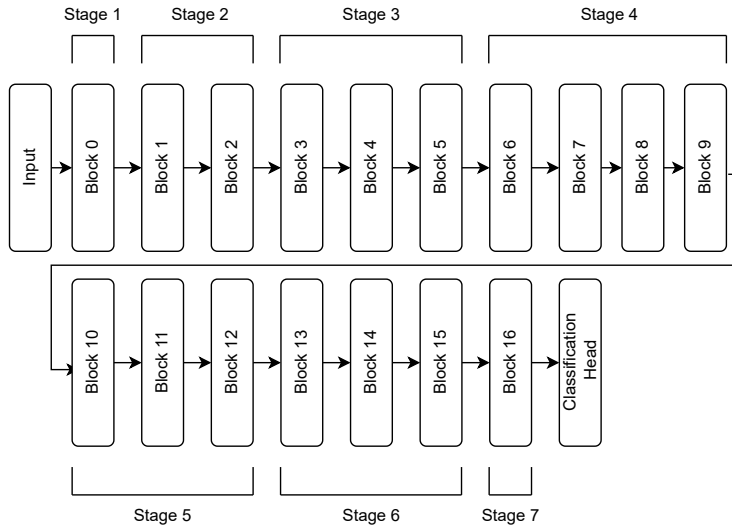 Stage 1
Stage 2
Stage 3
Stage 4
Input
Block 0
Block 1
Block 2
Block 3
Block 4
Block 5
Block 6
Block 7
Block 8
Block 9
Block 10
Block 11
Block 12
Block 13
Block 14
Block 15
Block 16
Classification
Head
Stage 5
Stage 6
Stage 7